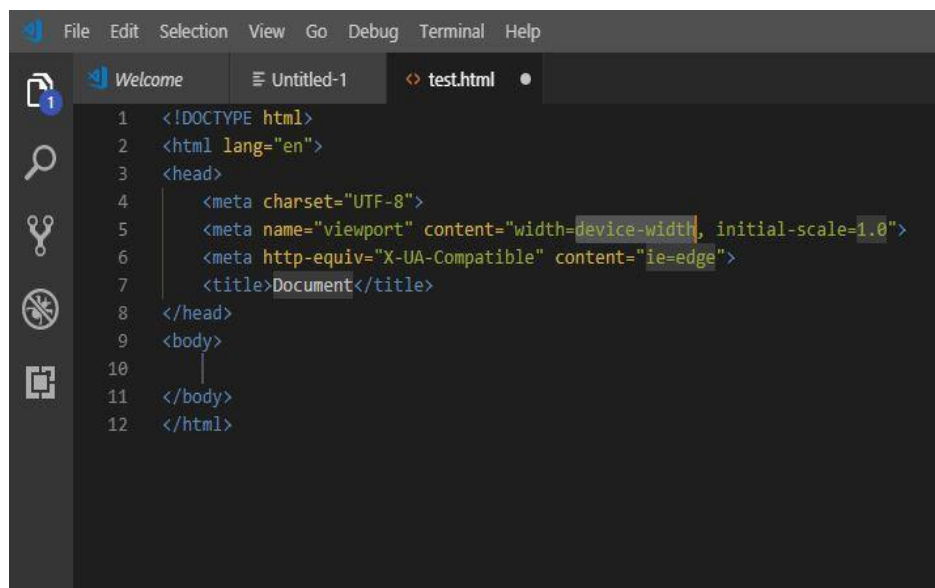 File Edit Selection View Go Debug Terminal Help
Welcome Untitled-1 <> test.html
1
1 <!DOCTYPE html>
2 <html lang="en">
3 <head>
4 <meta charset="UTF-8">
5 <meta name="viewport" content="width=device-width, initial-scale=1.0">
6 <meta http-equiv="X-UA-Compatible" content="ie=edge">
7 <title>Document</title>
8 </head>
9 <body>
10
11 </body>
12 </html>